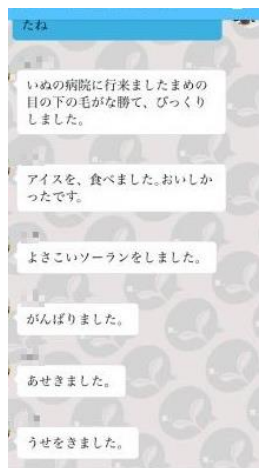 たね
いぬの病院に行来ましたまめの
目の下の毛がな勝て、びっくり
しました。
アイスを、食べました。おいしか
ったです。
よさこいソーランをしました。
がんばりました。
あせきました。
うせをきました。